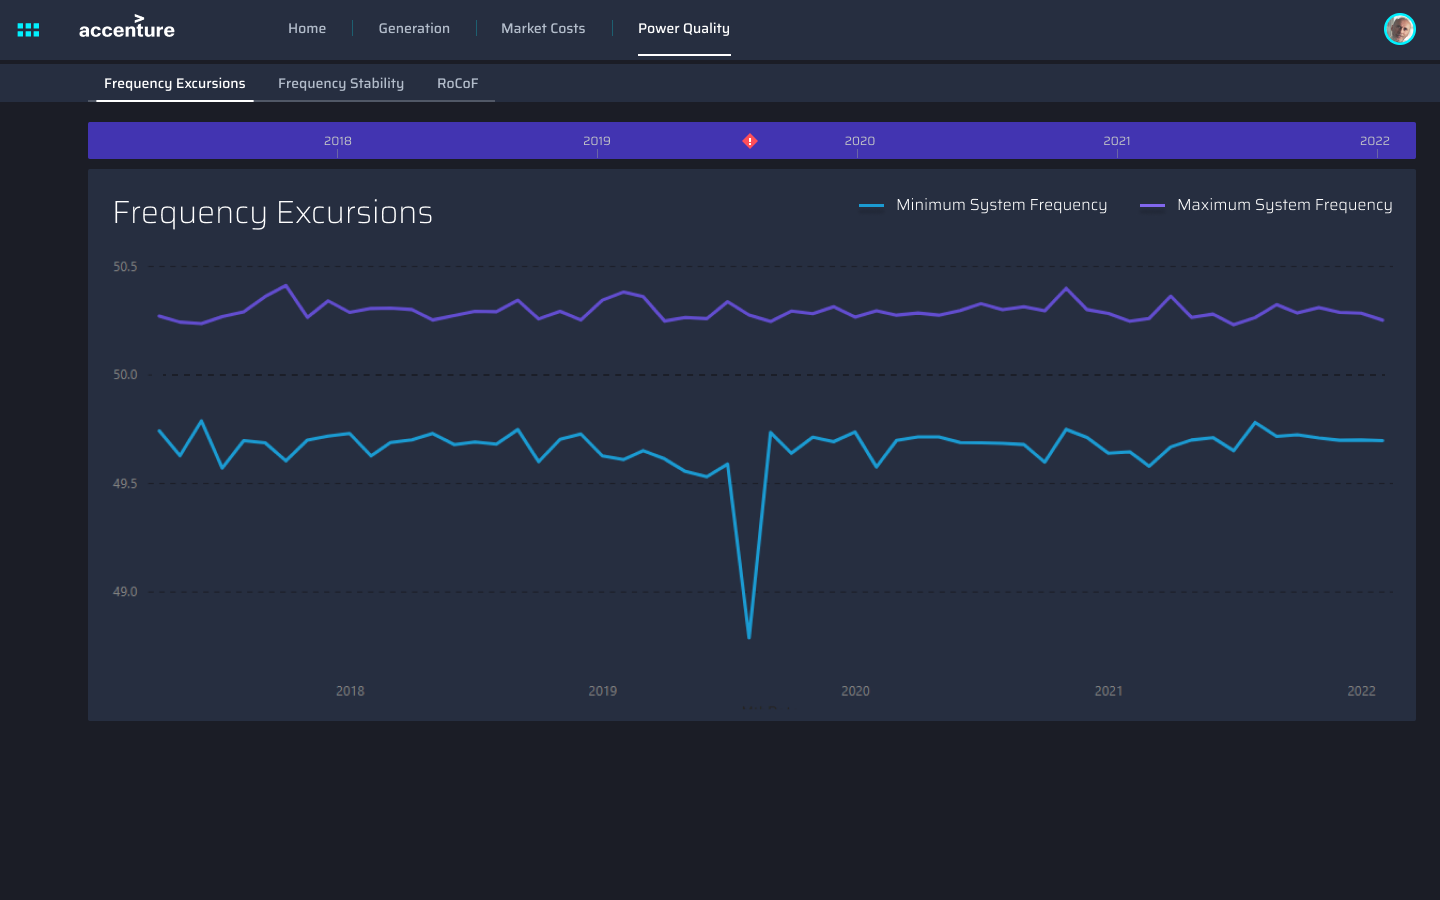 accenture
Home
Generation
Market Costs
Power Quality
Frequency Excursions
Frequency Stability
RoCoF
2018
2019
2020
2021
2022
Frequency Excursions
Minimum System Frequency
Maximum System Frequency
50.5
50.0
49.5
49.0
2018
2019
2020
2021
2022